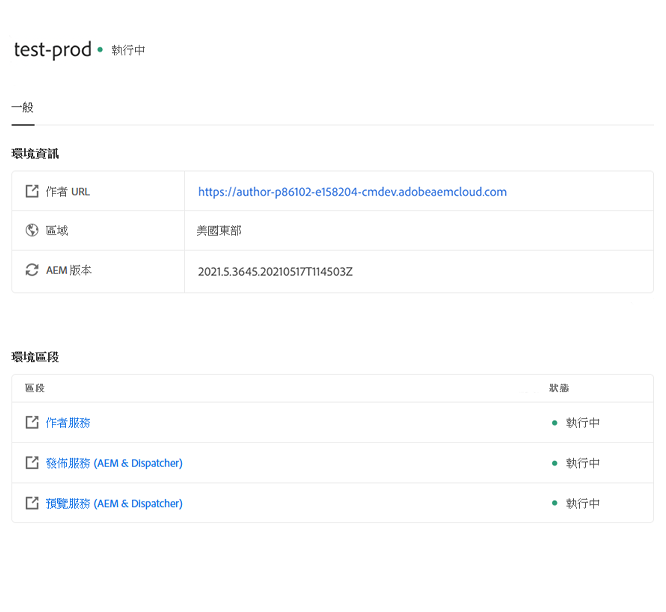 test-prod 執行中
一般
環境資訊
作者 URL https://author-p86102-e158204-cmdev.adobeaemcloud.com
區域 美國東部
AEM 版本 2021.5.3645.20210517T114503Z
環境區段
區段 狀態
作者服務 執行中
發佈服務 (AEM & Dispatcher) 執行中
預覽服務 (AEM & Dispatcher) 執行中